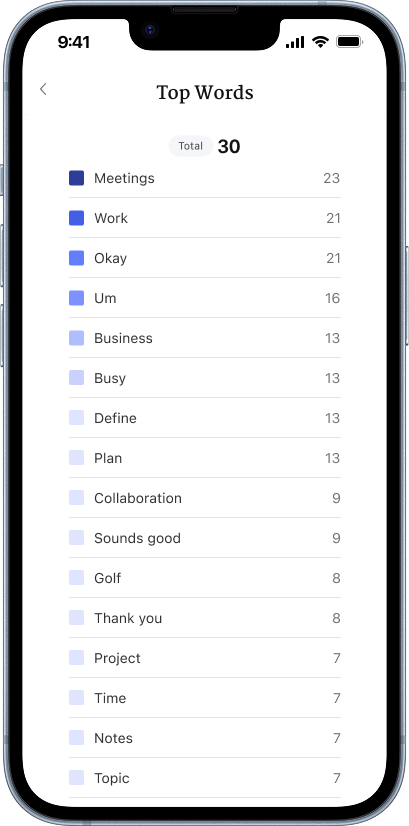 9:41
Top Words
Total 30
Meetings 23
Work 21
Okay 21
Um 16
Business 13
Busy 13
Define 13
Plan 13
Collaboration 9
Sounds good 9
Golf 8
Thank you 8
Project 7
Time 7
Notes 7
Topic 7